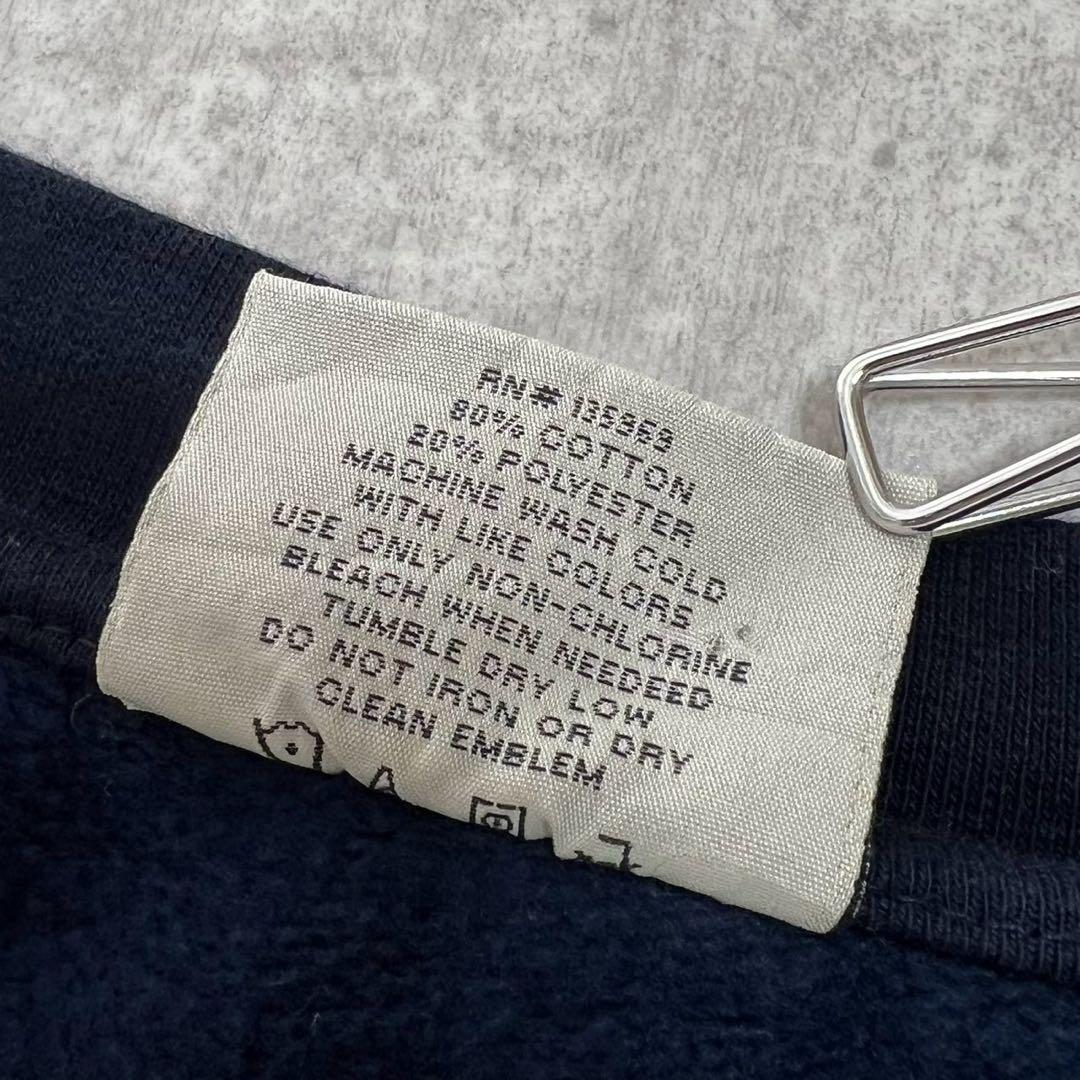 RN# 135353
80% COTTON
20% POLYESTER
MACHINE WASH COLD
WITH LIKE COLORS
USE ONLY NON-CHLORINE
BLEACH WHEN NEEDEED
TUMBLE DRY LOW
DO NOT IRON OR DRY
CLEAN EMBLEM